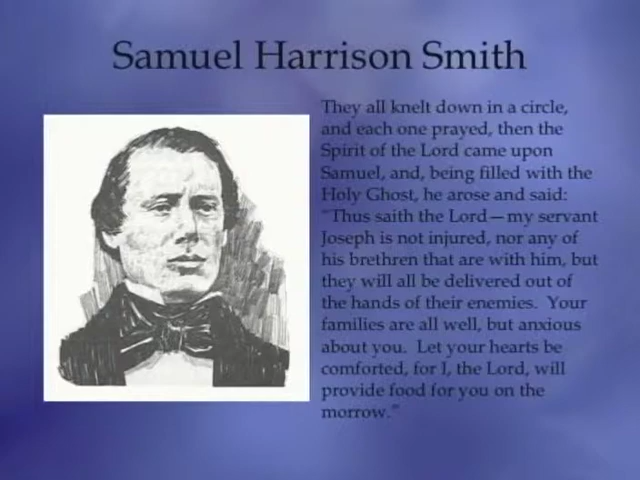 Samuel Harrison Smith
They all knelt down in a circle,
and each one prayed, then the
Spirit of the Lord came upon
Samuel, and, being filled with the
Holy Ghost, he arose and said:
"Thus saith the Lord—my servant
Joseph is not injured, nor any of
his brethren that are with him, but
they will all be delivered out of
the hands of their enemies.  Your
families are all well, but anxious
about you.  Let your hearts be
comforted, for I, the Lord, will
provide food for you on the
morrow."